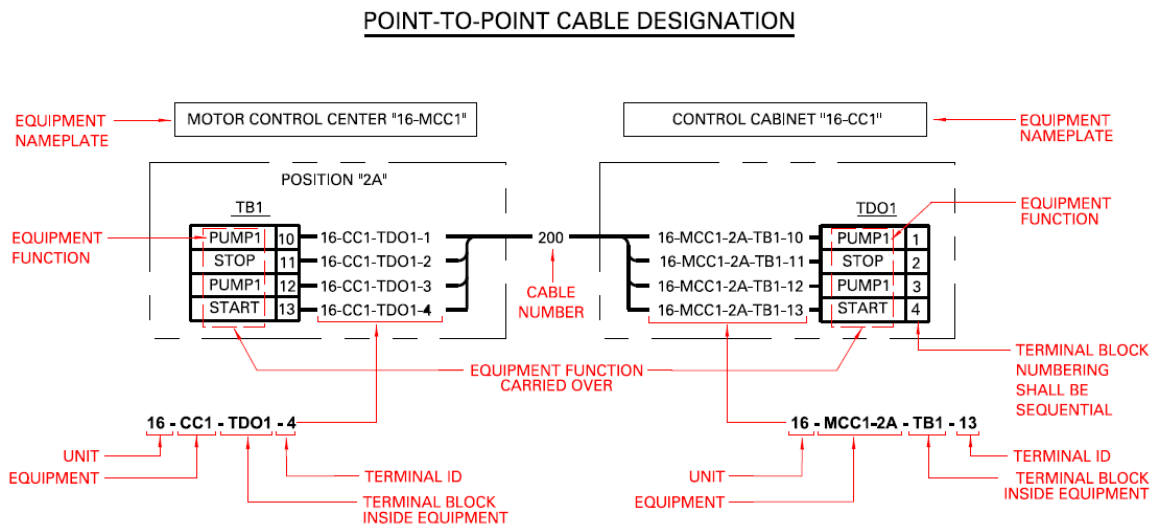 POINT-TO-POINT CABLE DESIGNATION
EQUIPMENT
NAMEPLATE
MOTOR CONTROL CENTER "16-MCC1"
CONTROL CABINET "16-CC1"
EQUIPMENT
NAMEPLATE
POSITION "2A"
TB1
TDO1
EQUIPMENT
FUNCTION
EQUIPMENT
FUNCTION
PUMP1 10 16-CC1-TDO1-1
STOP 11 16-CC1-TDO1-2
PUMP1 12 16-CC1-TDO1-3
START 13 16-CC1-TDO1-4
200
CABLE
NUMBER
16-MCC1-2A-TB1-10 PUMP1 1
16-MCC1-2A-TB1-11 STOP 2
16-MCC1-2A-TB1-12 PUMP1 3
16-MCC1-2A-TB1-13 START 4
EQUIPMENT FUNCTION
CARRIED OVER
TERMINAL BLOCK
NUMBERING
SHALL BE
SEQUENTIAL
16 - CC1 - TDO1 - 4
UNIT
EQUIPMENT
TERMINAL ID
TERMINAL BLOCK
INSIDE EQUIPMENT
16 - MCC1-2A - TB1 - 13
UNIT
EQUIPMENT
TERMINAL ID
TERMINAL BLOCK
INSIDE EQUIPMENT